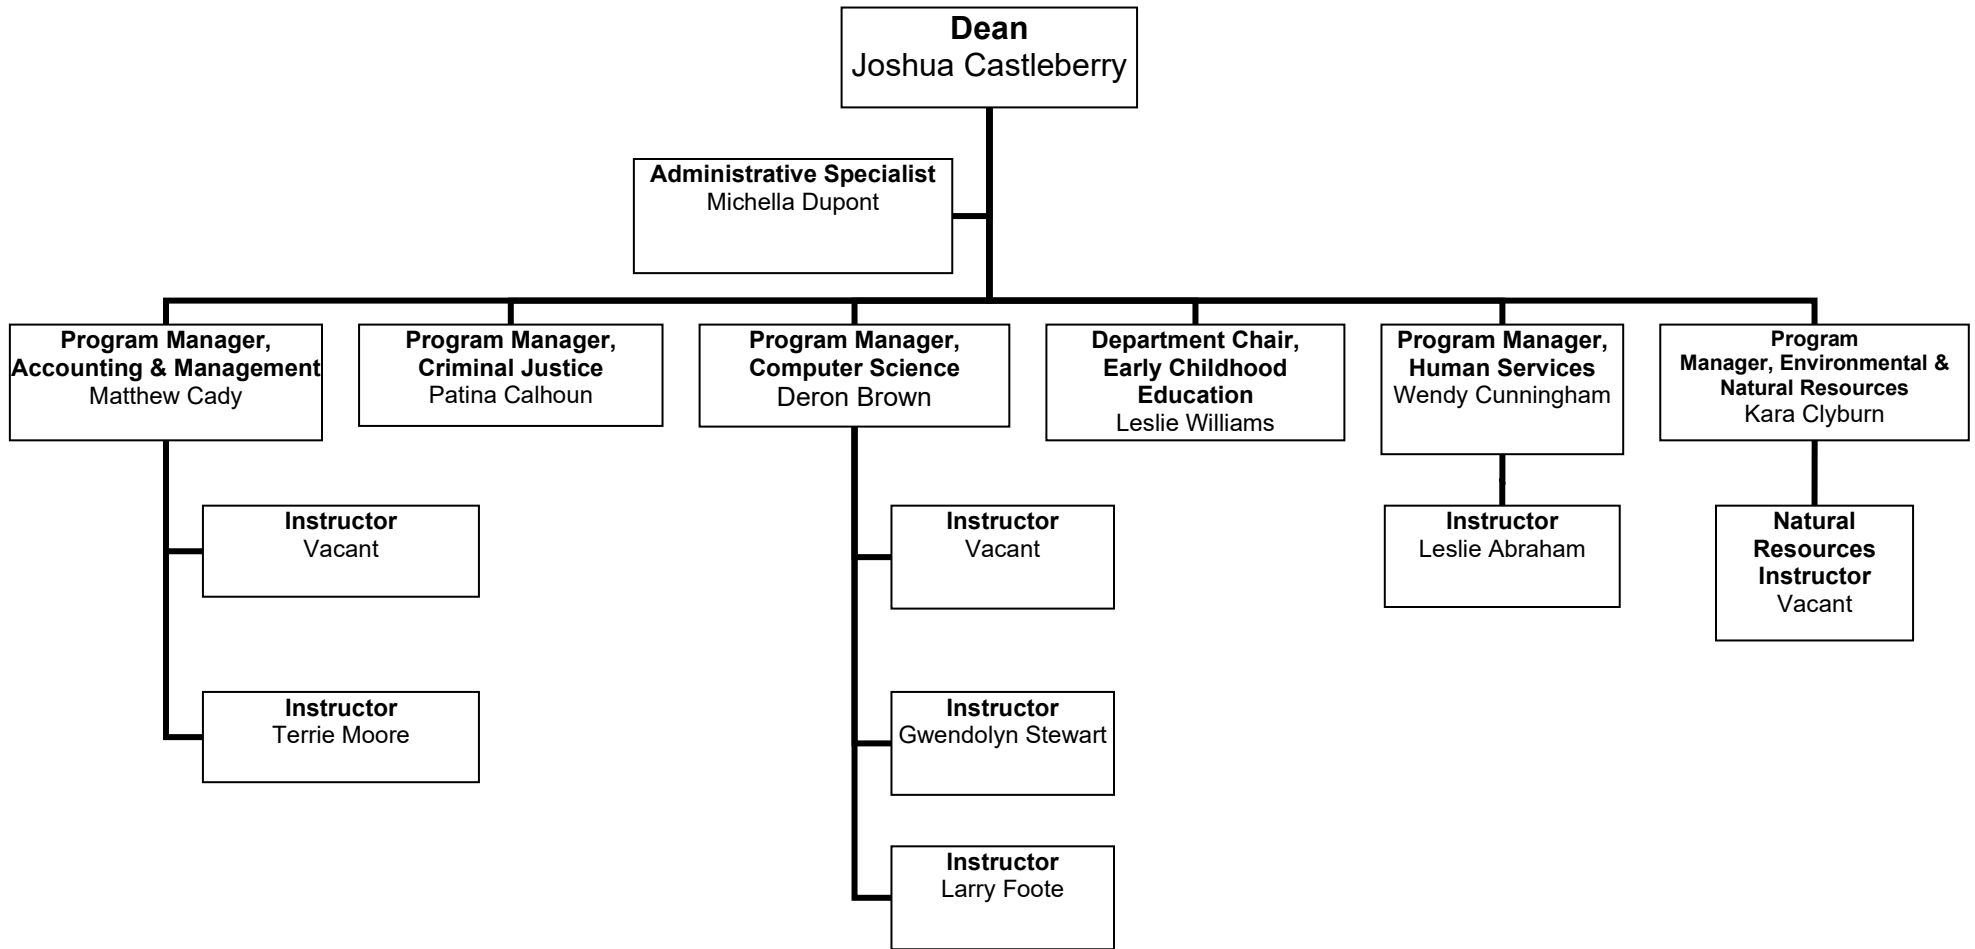 Dean
Joshua Castleberry
Administrative Specialist
Michella Dupont
Program Manager,
Accounting & Management
Matthew Cady
Program Manager,
Criminal Justice
Patina Calhoun
Program Manager,
Computer Science
Deron Brown
Department Chair,
Early Childhood
Education
Leslie Williams
Program Manager,
Human Services
Wendy Cunningham
Program
Manager, Environmental &
Natural Resources
Kara Clyburn
Instructor
Vacant
Instructor
Vacant
Instructor
Leslie Abraham
Natural
Resources
Instructor
Vacant
Instructor
Terrie Moore
Instructor
Gwendolyn Stewart
Instructor
Larry Foote